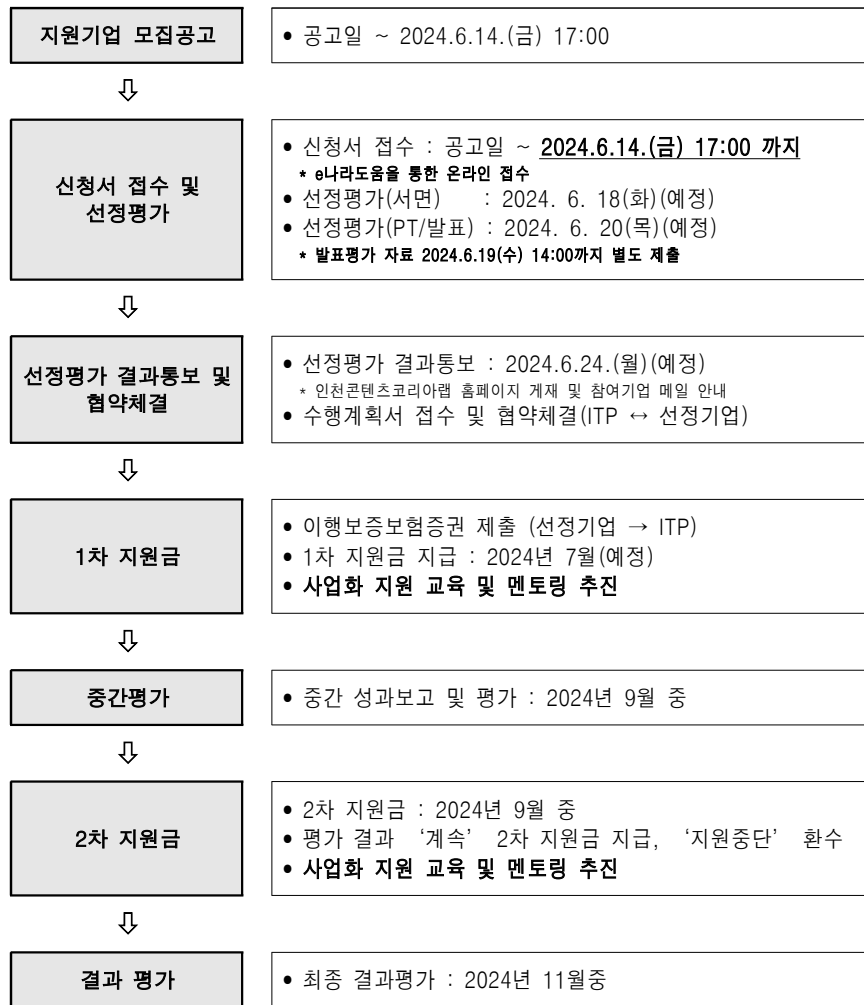 지원기업 모집공고
• 공고일 ~ 2024.6.14.(금) 17:00
⇩
신청서 접수 및
선정평가
• 신청서 접수 : 공고일 ~ 2024.6.14.(금) 17:00 까지
* e나라도움을 통한 온라인 접수
• 선정평가(서면) : 2024. 6. 18(화)(예정)
• 선정평가(PT/발표) : 2024. 6. 20(목)(예정)
* 발표평가 자료 2024.6.19(수) 14:00까지 별도 제출
⇩
선정평가 결과통보 및
협약체결
• 선정평가 결과통보 : 2024.6.24.(월)(예정)
* 인천콘텐츠코리아랩 홈페이지 게재 및 참여기업 메일 안내
• 수행계획서 접수 및 협약체결(ITP ↔ 선정기업)
⇩
1차 지원금
• 이행보증보험증권 제출 (선정기업 → ITP)
• 1차 지원금 지급 : 2024년 7월(예정)
• 사업화 지원 교육 및 멘토링 추진
⇩
중간평가
• 중간 성과보고 및 평가 : 2024년 9월 중
⇩
2차 지원금
• 2차 지원금 : 2024년 9월 중
• 평가 결과 ‘계속’ 2차 지원금 지급, ‘지원중단’ 환수
• 사업화 지원 교육 및 멘토링 추진
⇩
결과 평가
• 최종 결과평가 : 2024년 11월중